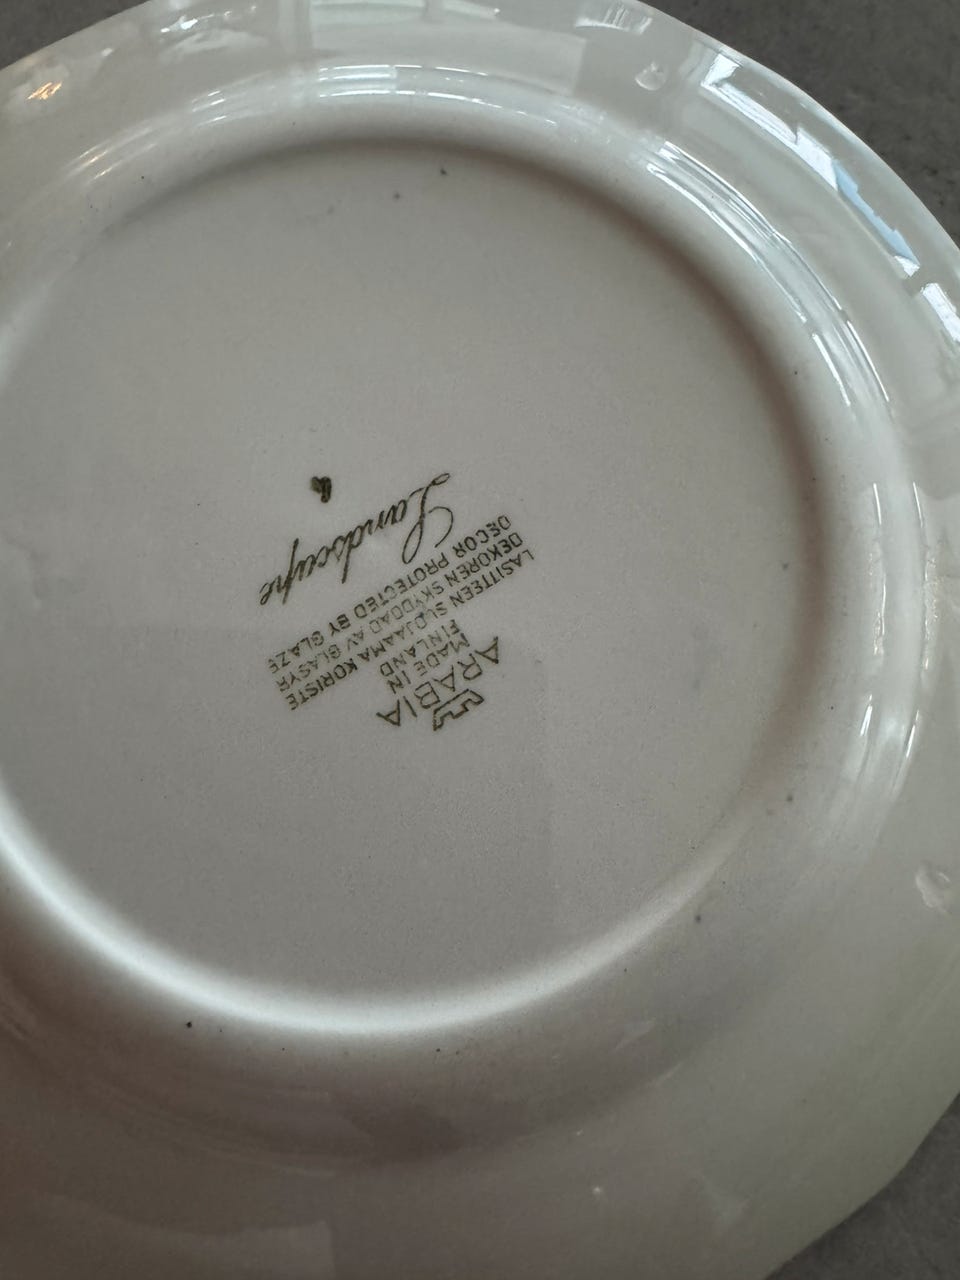 ARABIA
MADE IN
FINLAND
LASITTEEN SUOJAAMA KORISTE
DEKOREN SKYDDAD AV GLASYR
DECOR PROTECTED BY GLAZE
Landscape